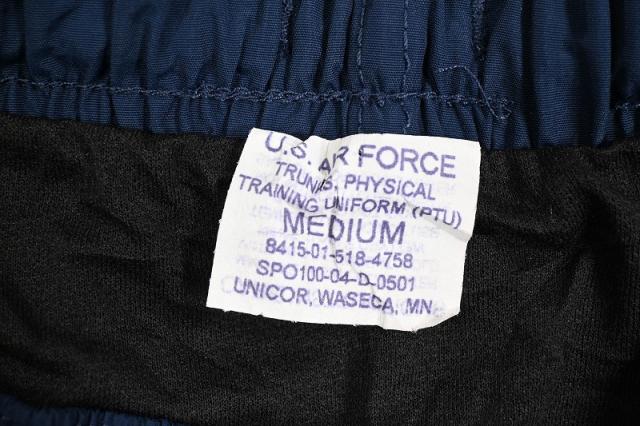 U.S. AIR FORCE
TRUNKS, PHYSICAL
TRAINING UNIFORM (PTU)
MEDIUM
8415-01-518-4758
SPO100-04-D-0501
UNICOR, WASECA, MN.